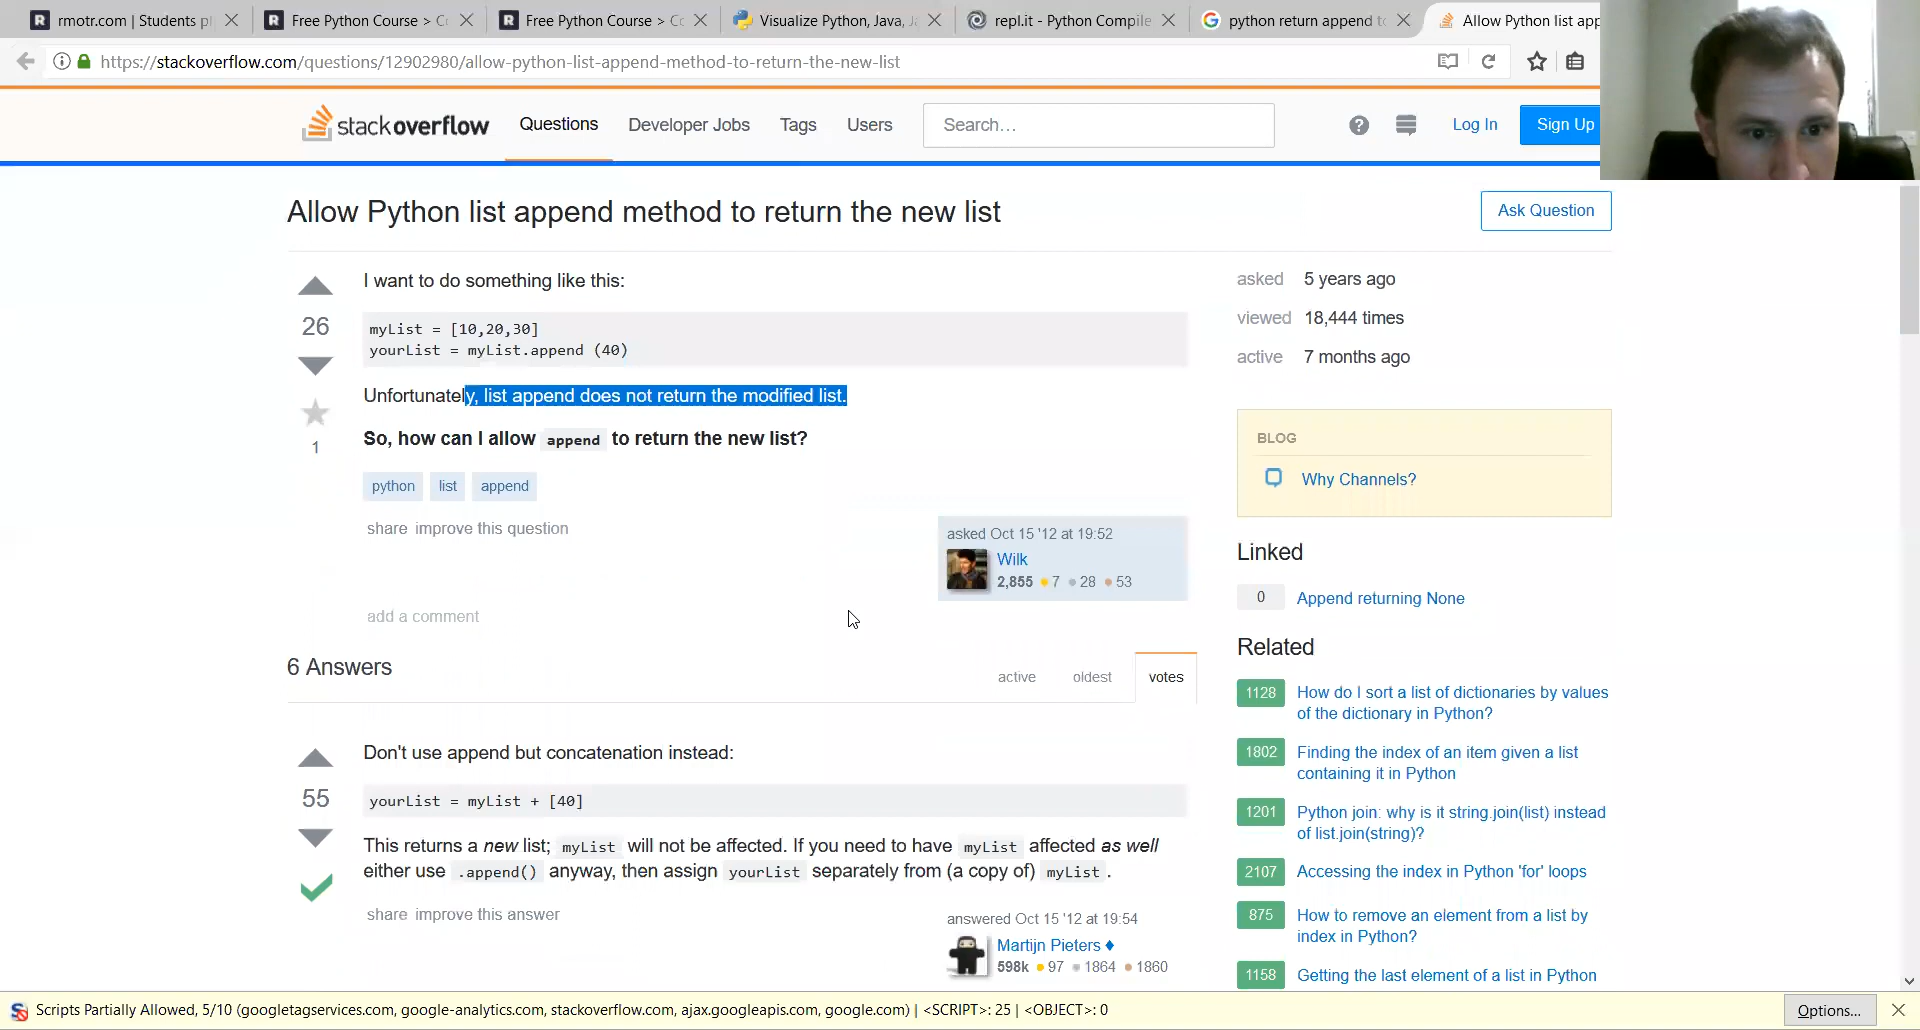 rmotr.com | Students pl
Free Python Course > Co
Free Python Course > Co
Visualize Python, Java, J
repl.it - Python Compile
python return append to
Allow Python list app
https://stackoverflow.com/questions/12902980/allow-python-list-append-method-to-return-the-new-list
stackoverflow
Questions
Developer Jobs
Tags
Users
Search…
Log In
Sign Up
Allow Python list append method to return the new list
Ask Question
I want to do something like this:
26
myList = [10,20,30]
yourList = myList.append (40)
Unfortunately, list append does not return the modified list.
1
So, how can I allow append to return the new list?
python list append
share improve this question
asked Oct 15 '12 at 19:52
Wilk
2,855 7 28 53
add a comment
6 Answers
active
oldest
votes
Don't use append but concatenation instead:
55
yourList = myList + [40]
This returns a new list; myList will not be affected. If you need to have myList affected as well
either use .append() anyway, then assign yourList separately from (a copy of) myList.
share improve this answer
answered Oct 15 '12 at 19:54
Martijn Pieters ♦
598k 97 1864 1860
asked 5 years ago
viewed 18,444 times
active 7 months ago
BLOG
Why Channels?
Linked
0 Append returning None
Related
1128 How do I sort a list of dictionaries by values
of the dictionary in Python?
1802 Finding the index of an item given a list
containing it in Python
1201 Python join: why is it string.join(list) instead
of list.join(string)?
2107 Accessing the index in Python 'for' loops
875 How to remove an element from a list by
index in Python?
1158 Getting the last element of a list in Python
Scripts Partially Allowed, 5/10 (googletagservices.com, google-analytics.com, stackoverflow.com, ajax.googleapis.com, google.com) | <SCRIPT>: 25 | <OBJECT>: 0
Options...